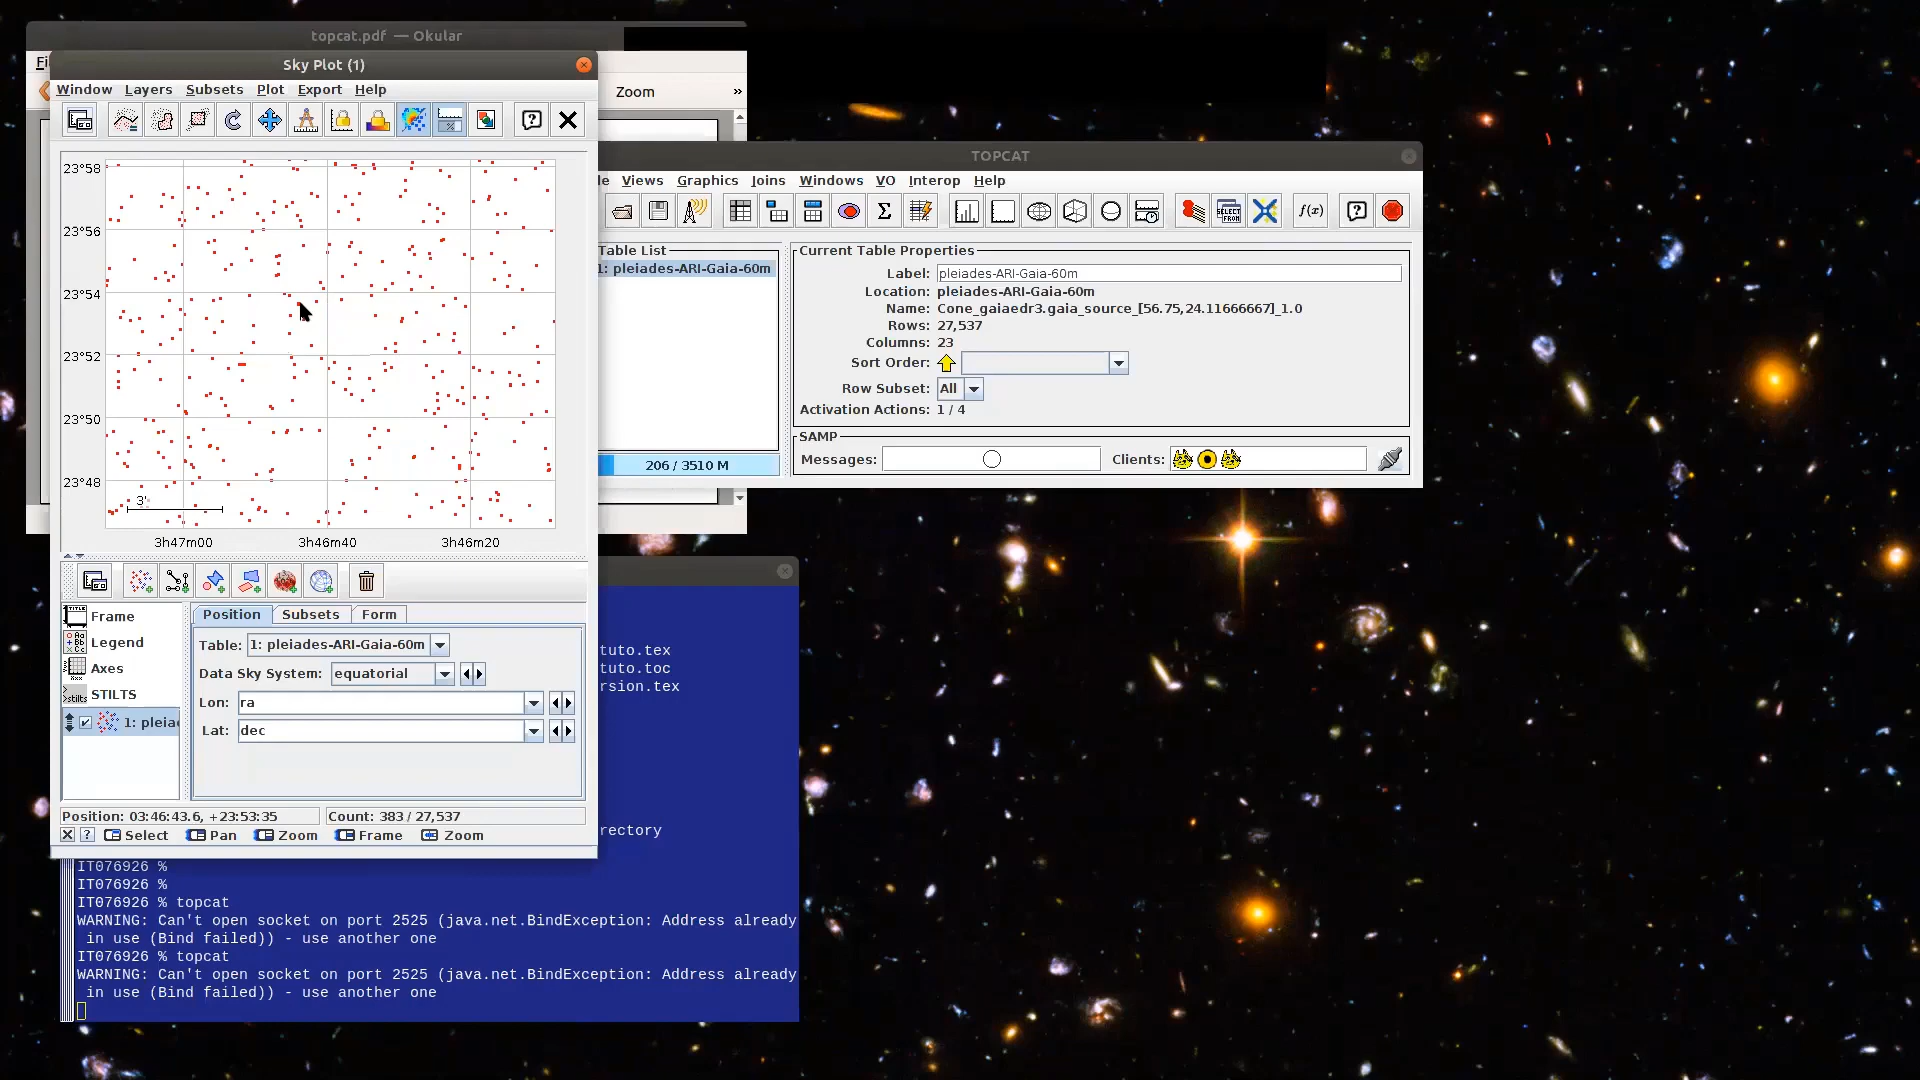 topcat.pdf — Okular
Fi
Zoom
»
Sky Plot (1)
Window Layers Subsets Plot Export Help
23°58
23°56
23°54
23°52
23°50
23°48
3'
3h47m00 3h46m40 3h46m20
Frame
Legend
Axes
STILTS
1: pleiad
Position Subsets Form
Table: 1: pleiades-ARI-Gaia-60m
Data Sky System: equatorial
Lon: ra
Lat: dec
Position: 03:46:43.6, +23:53:35
Count: 383 / 27,537
Select Pan Zoom Frame Zoom
TOPCAT
le Views Graphics Joins Windows VO Interop Help
SELECT FROM
f(x)
Table List
1: pleiades-ARI-Gaia-60m
206 / 3510 M
Current Table Properties
Label: pleiades-ARI-Gaia-60m
Location: pleiades-ARI-Gaia-60m
Name: Cone_gaiaedr3.gaia_source_[56.75,24.11666667]_1.0
Rows: 27,537
Columns: 23
Sort Order:
Row Subset: All
Activation Actions: 1 / 4
SAMP
Messages:
Clients:
tuto.tex
tuto.toc
rsion.tex
rectory
IT076926 %
IT076926 %
IT076926 % topcat
WARNING: Can't open socket on port 2525 (java.net.BindException: Address already
in use (Bind failed)) - use another one
IT076926 % topcat
WARNING: Can't open socket on port 2525 (java.net.BindException: Address already
in use (Bind failed)) - use another one